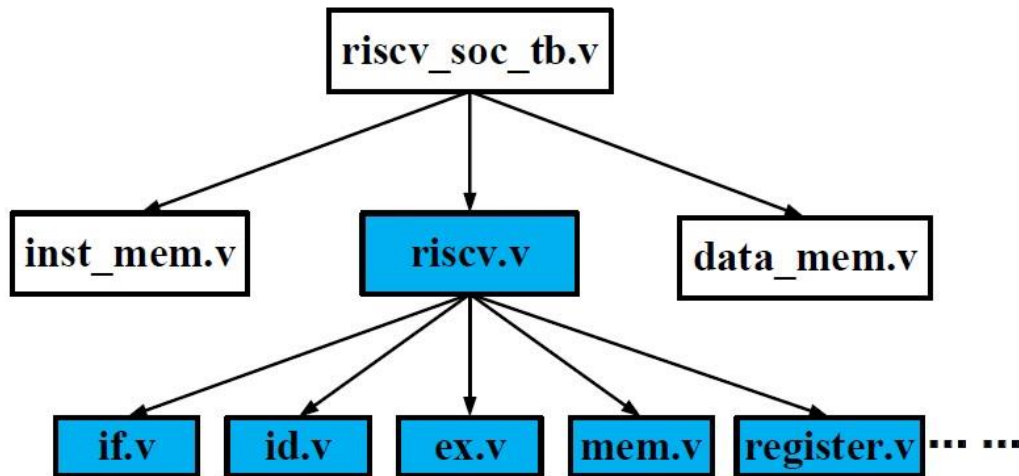 riscv_soc_tb.v
inst_mem.v
riscv.v
data_mem.v
if.v
id.v
ex.v
mem.v
register.v